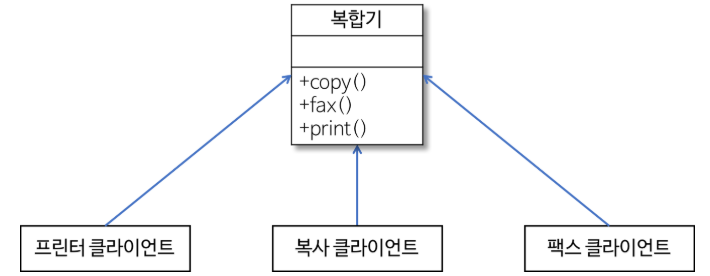 복합기
+copy()
+fax()
+print()
프린터 클라이언트
복사 클라이언트
팩스 클라이언트